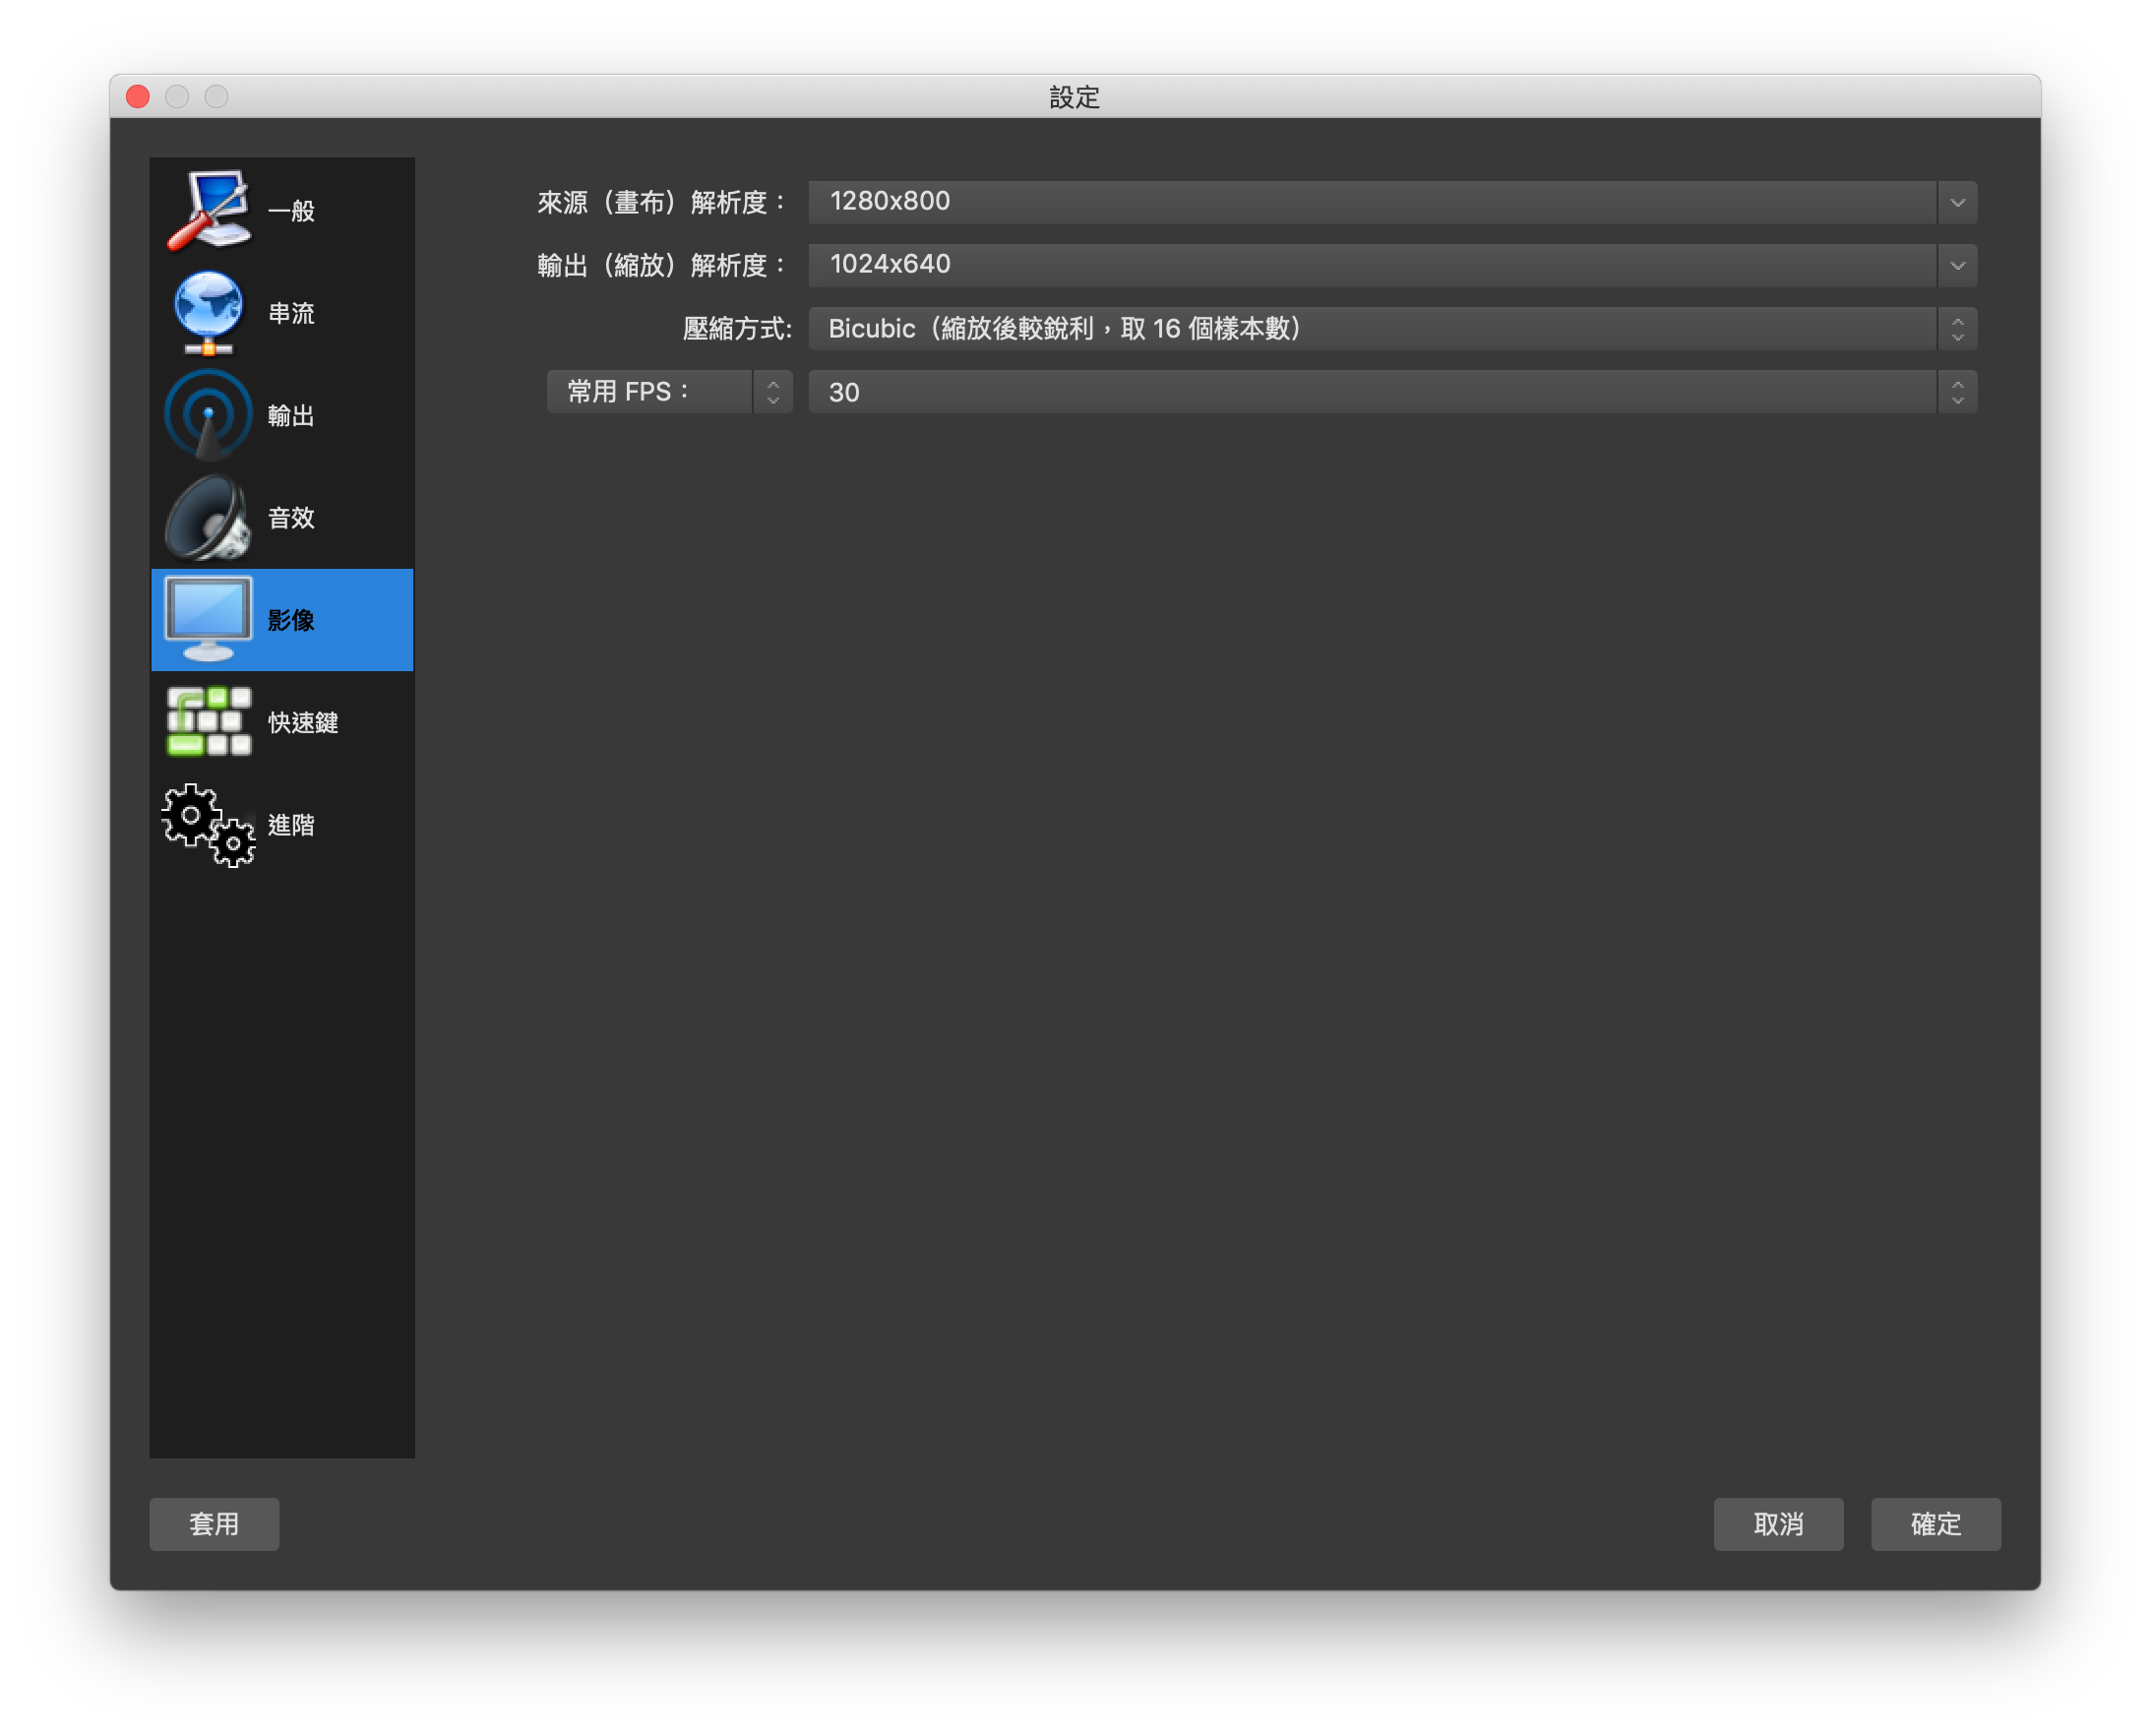 設定
一般
串流
輸出
音效
影像
快速鍵
進階
來源（畫布）解析度： 1280x800
輸出（縮放）解析度： 1024x640
壓縮方式: Bicubic（縮放後較銳利，取 16 個樣本數）
常用 FPS： 30
套用 取消 確定